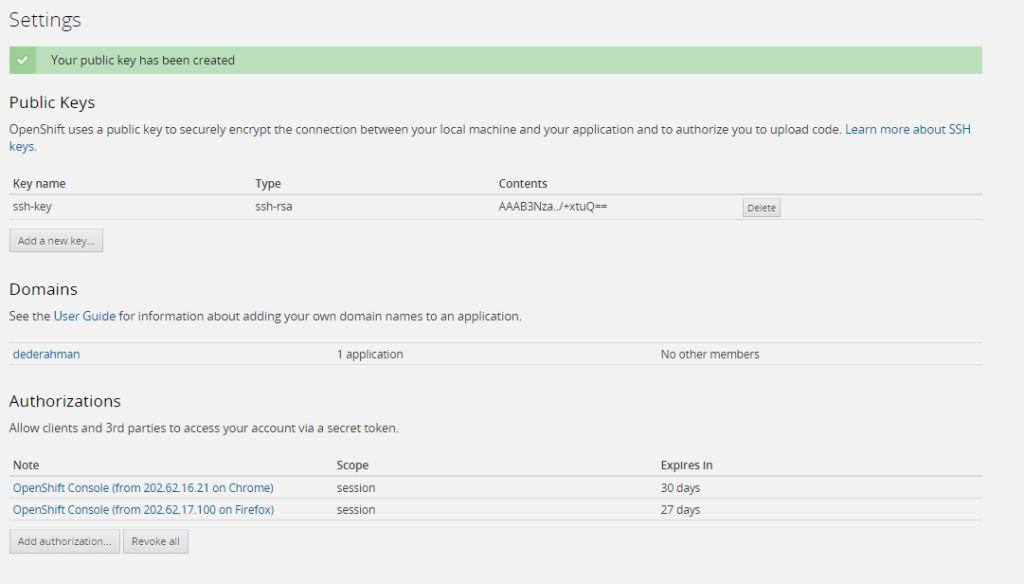 Settings
Your public key has been created
Public Keys
OpenShift uses a public key to securely encrypt the connection between your local machine and your application and to authorize you to upload code. Learn more about SSH
keys.
Key name Type Contents
ssh-key ssh-rsa AAAB3Nza../+xtuQ== Delete
Add a new key...
Domains
See the User Guide for information about adding your own domain names to an application.
dederahman 1 application No other members
Authorizations
Allow clients and 3rd parties to access your account via a secret token.
Note Scope Expires In
OpenShift Console (from 202.62.16.21 on Chrome) session 30 days
OpenShift Console (from 202.62.17.100 on Firefox) session 27 days
Add authorization... Revoke all